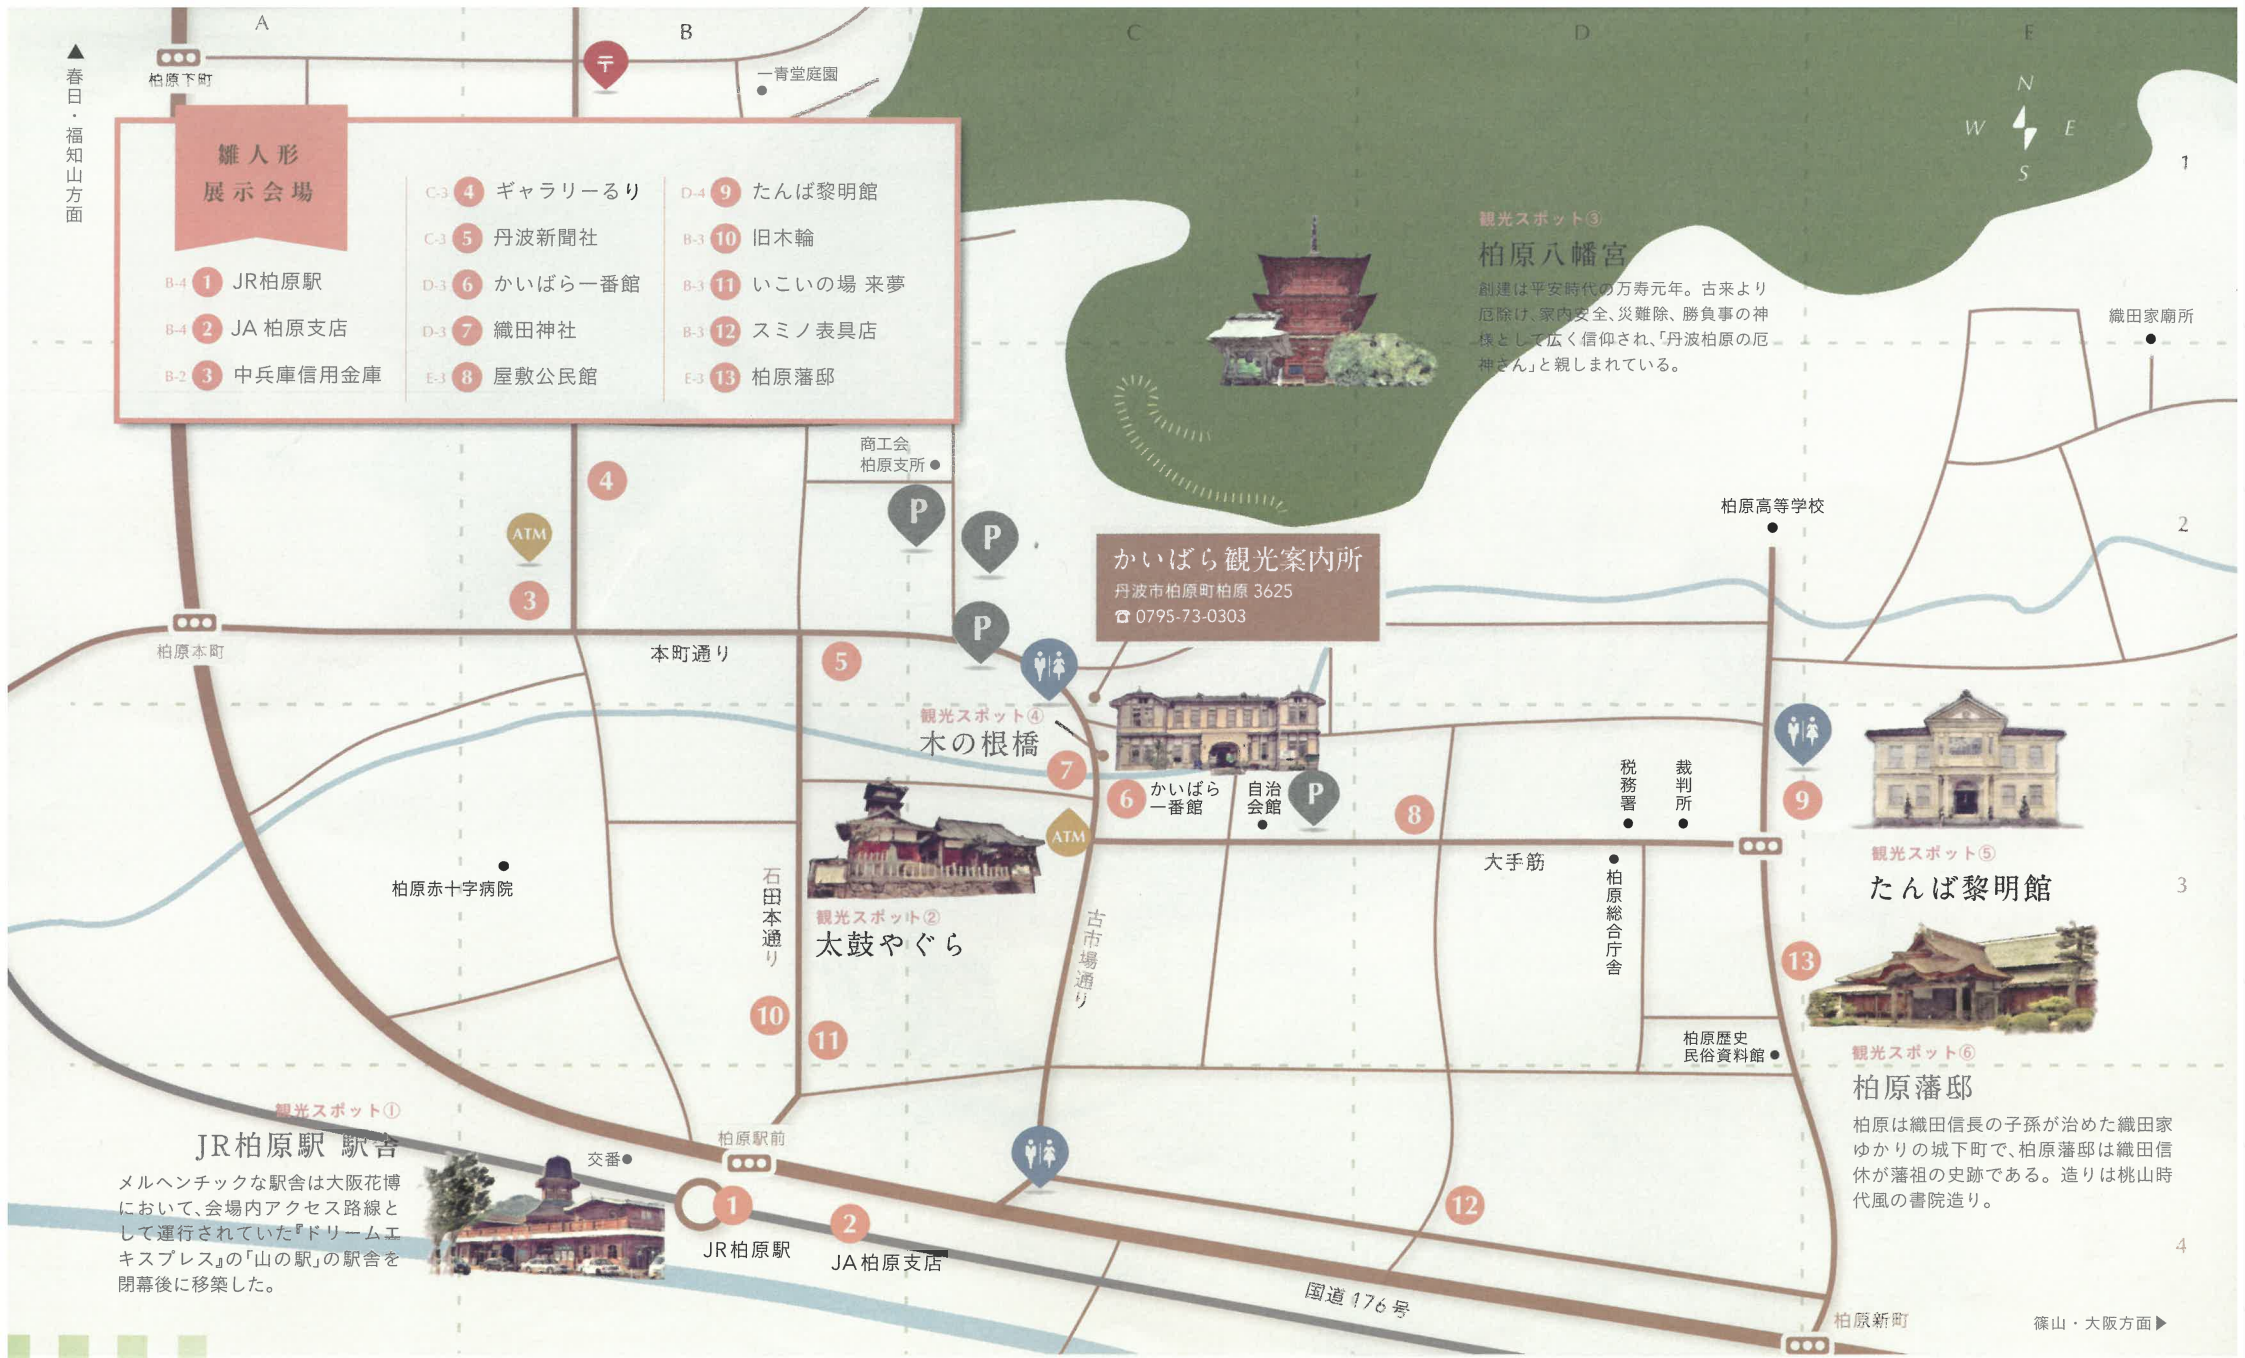 A
B
C
D
E
1
2
3
4
N
W
E
S
▲春日・福知山方面
柏原下町
〒
一青堂庭園
雛人形
展示会場
B-4 1 JR柏原駅
B-4 2 JA 柏原支店
B-2 3 中兵庫信用金庫
C-3 4 ギャラリーるり
C-3 5 丹波新聞社
D-3 6 かいばら一番館
D-3 7 織田神社
E-3 8 屋敷公民館
D-4 9 たんば黎明館
B-3 10 旧木輪
B-3 11 いこいの場 来夢
B-3 12 スミノ表具店
E-3 13 柏原藩邸
観光スポット③
柏原八幡宮
創建は平安時代の万寿元年。古来より
厄除け、家内安全、災難除、勝負事の神
様として広く信仰され、「丹波柏原の厄
神さん」と親しまれている。
織田家廟所
商工会
柏原支所
4
P
P
P
ATM
3
柏原高等学校
かいばら観光案内所
丹波市柏原町柏原 3625
☎ 0795-73-0303
柏原本町
本町通り
5
観光スポット④
木の根橋
7
6
かいばら
一番館
自治
会館
P
8
税務署
裁判所
9
ATM
大手筋
柏原総合庁舎
観光スポット⑤
たんば黎明館
柏原赤十字病院
石田本通り
観光スポット②
太鼓やぐら
古市場通り
10
11
13
柏原歴史
民俗資料館
観光スポット⑥
柏原藩邸
柏原は織田信長の子孫が治めた織田家
ゆかりの城下町で、柏原藩邸は織田信
休が藩祖の史跡である。造りは桃山時
代風の書院造り。
観光スポット①
JR柏原駅 駅舎
メルヘンチックな駅舎は大阪花博
において、会場内アクセス路線と
して運行されていた『ドリームエ
キスプレス』の「山の駅」の駅舎を
閉幕後に移築した。
交番
柏原駅前
1
JR柏原駅
2
JA柏原支店
12
国道 176号
柏原新町
篠山・大阪方面▶